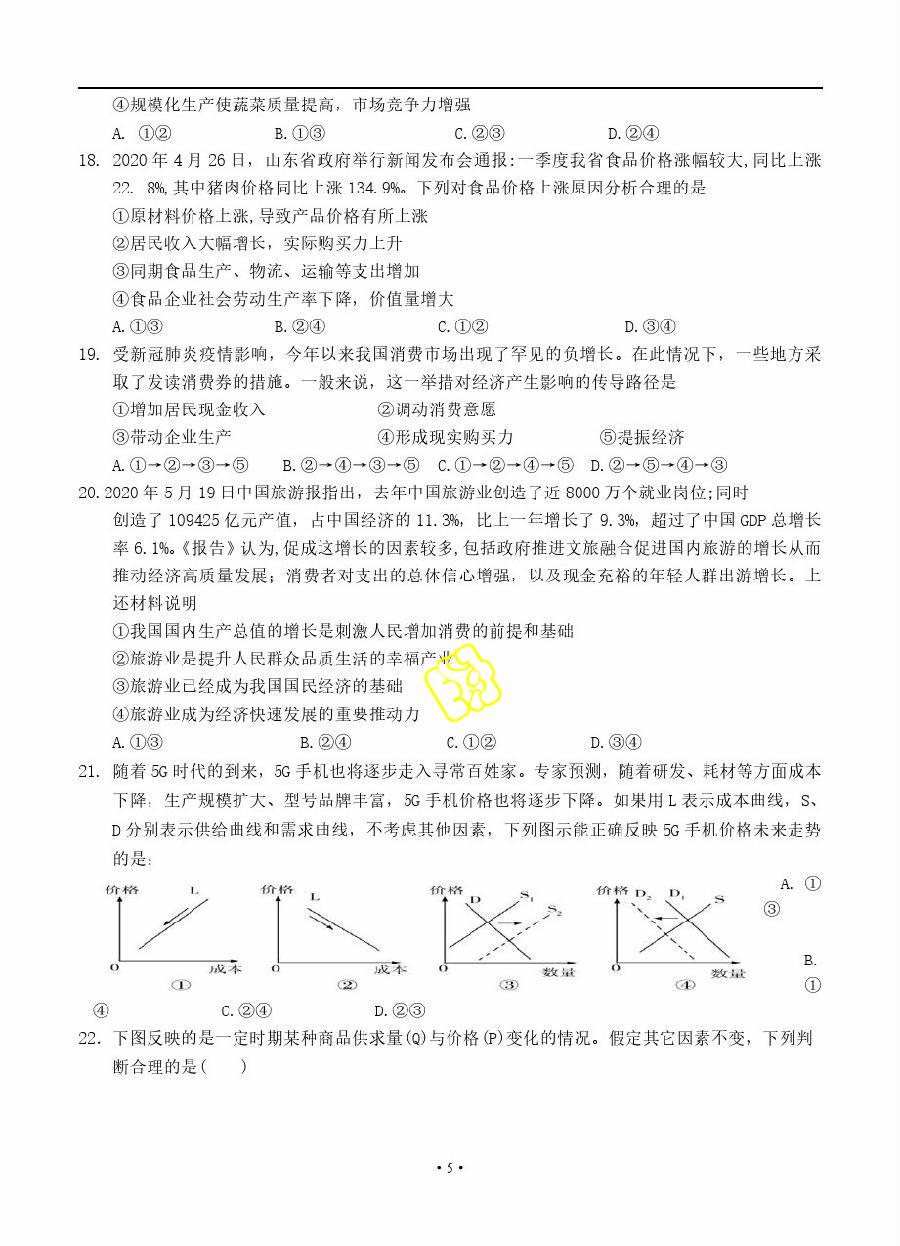 ④规模化生产使蔬菜质量提高，市场竞争力增强
A. ①② B.①③ C.②③ D.②④
18. 2020年4月26日，山东省政府举行新闻发布会通报:一季度我省食品价格涨幅较大,同比上涨
22. 8%,其中猪肉价格同比上涨134.9%。下列对食品价格上涨原因分析合理的是
①原材料价格上涨,导致产品价格有所上涨
②居民收入大幅增长，实际购买力上升
③同期食品生产、物流、运输等支出增加
④食品企业社会劳动生产率下降，价值量增大
A.①③ B.②④ C.①② D.③④
19. 受新冠肺炎疫情影响，今年以来我国消费市场出现了罕见的负增长。在此情况下，一些地方采
取了发读消费券的措施。一般来说，这一举措对经济产生影响的传导路径是
①增加居民现金收入 ②调动消费意愿
③带动企业生产 ④形成现实购买力 ⑤提振经济
A.①→②→③→⑤ B.②→④→③→⑤ C.①→②→④→⑤ D.②→⑤→④→③
20.2020年5月19日中国旅游报指出，去年中国旅游业创造了近8000万个就业岗位;同时
创造了109425亿元产值，占中国经济的11.3%，比上一年增长了9.3%，超过了中国GDP总增长
率6.1%。《报告》认为,促成这增长的因素较多,包括政府推进文旅融合促进国内旅游的增长从而
推动经济高质量发展；消费者对支出的总体信心增强，以及现金充裕的年轻人群出游增长。上
还材料说明
①我国国内生产总值的增长是刺激人民增加消费的前提和基础
②旅游业是提升人民群众品质生活的幸福产业
③旅游业已经成为我国国民经济的基础
④旅游业成为经济快速发展的重要推动力
A.①③ B.②④ C.①② D.③④
21. 随着5G时代的到来，5G手机也将逐步走入寻常百姓家。专家预测，随着研发、耗材等方面成本
下降，生产规模扩大、型号品牌丰富，5G手机价格也将逐步下降。如果用L表示成本曲线，S、
D分别表示供给曲线和需求由线，不考虑其他因素，下列图示能正确反映5G手机价格未来走势
的是:
价格 L O 成本 ①
价格 L O 成本 ②
价格 D S1 S2 O 数量 ③
价格 D2 D1 S O 数量 ④
A. ①
③
B.
①
④ C.②④ D.②③
22. 下图反映的是一定时期某种商品供求量(Q)与价格(P)变化的情况。假定其它因素不变，下列判
断合理的是( )
·5·